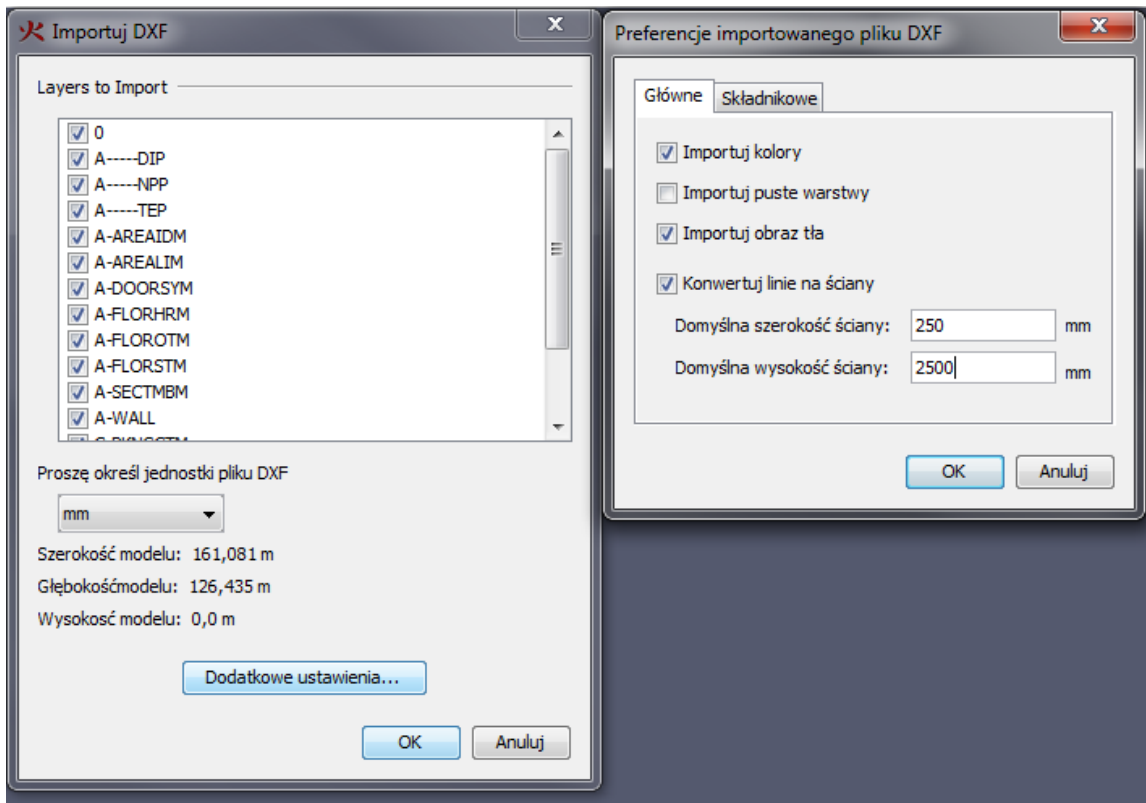 火 Importuj DXF
Layers to Import
0
A-----DIP
A-----NPP
A-----TEP
A-AREAIDM
A-AREALIM
A-DOORSYM
A-FLORHRM
A-FLOROTM
A-FLORSTM
A-SECTMBM
A-WALL
Proszę określ jednostki pliku DXF
mm
Szerokość modelu: 161,081 m
Głębokośćmodelu: 126,435 m
Wysokosć modelu: 0,0 m
Dodatkowe ustawienia...
OK Anuluj
Preferencje importowanego pliku DXF
Główne Składnikowe
Importuj kolory
Importuj puste warstwy
Importuj obraz tła
Konwertuj linie na ściany
Domyślna szerokość ściany: 250 mm
Domyślna wysokość ściany: 2500 mm
OK Anuluj